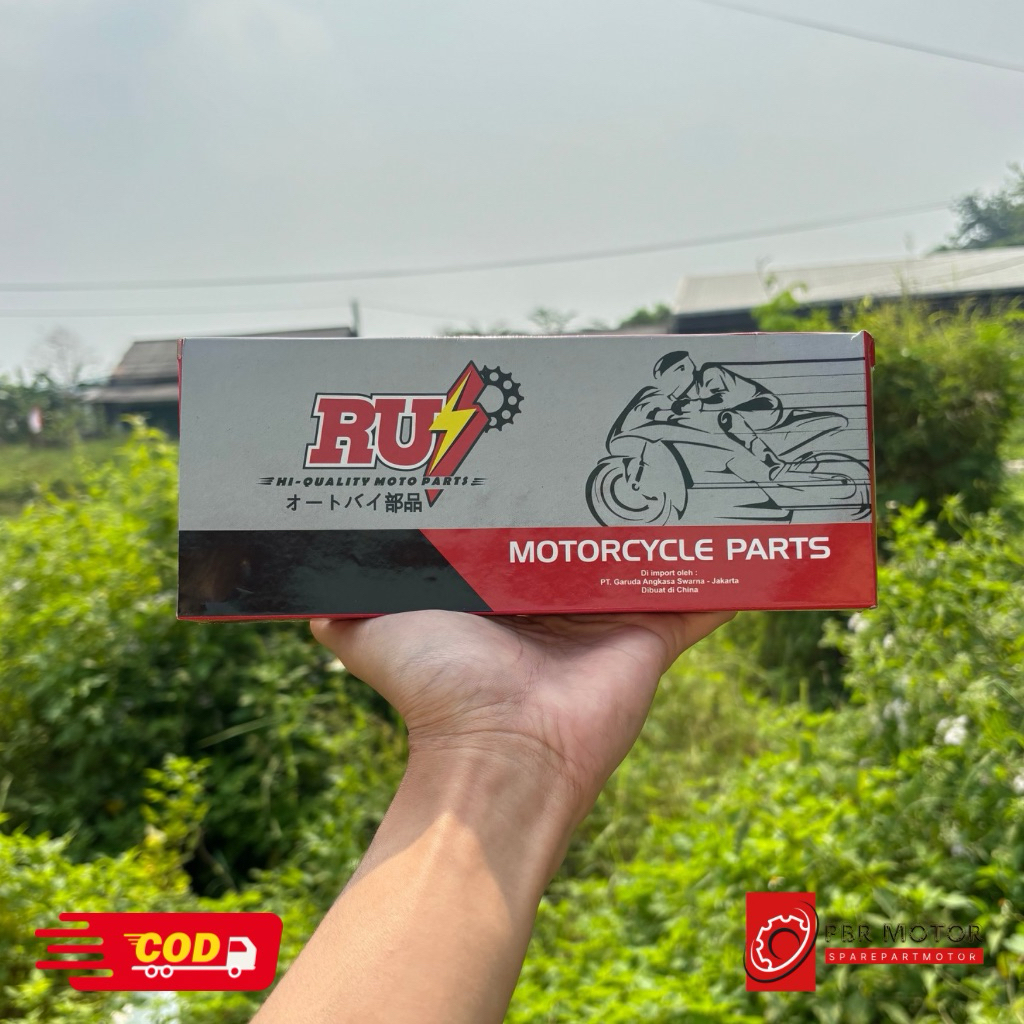 RU
HI-QUALITY MOTO PARTS
オートバイ部品
MOTORCYCLE PARTS
Di import oleh :
PT. Garuda Angkasa Swarna - Jakarta
Dibuat di China
COD
FBR MOTOR
SPAREPARTMOTOR